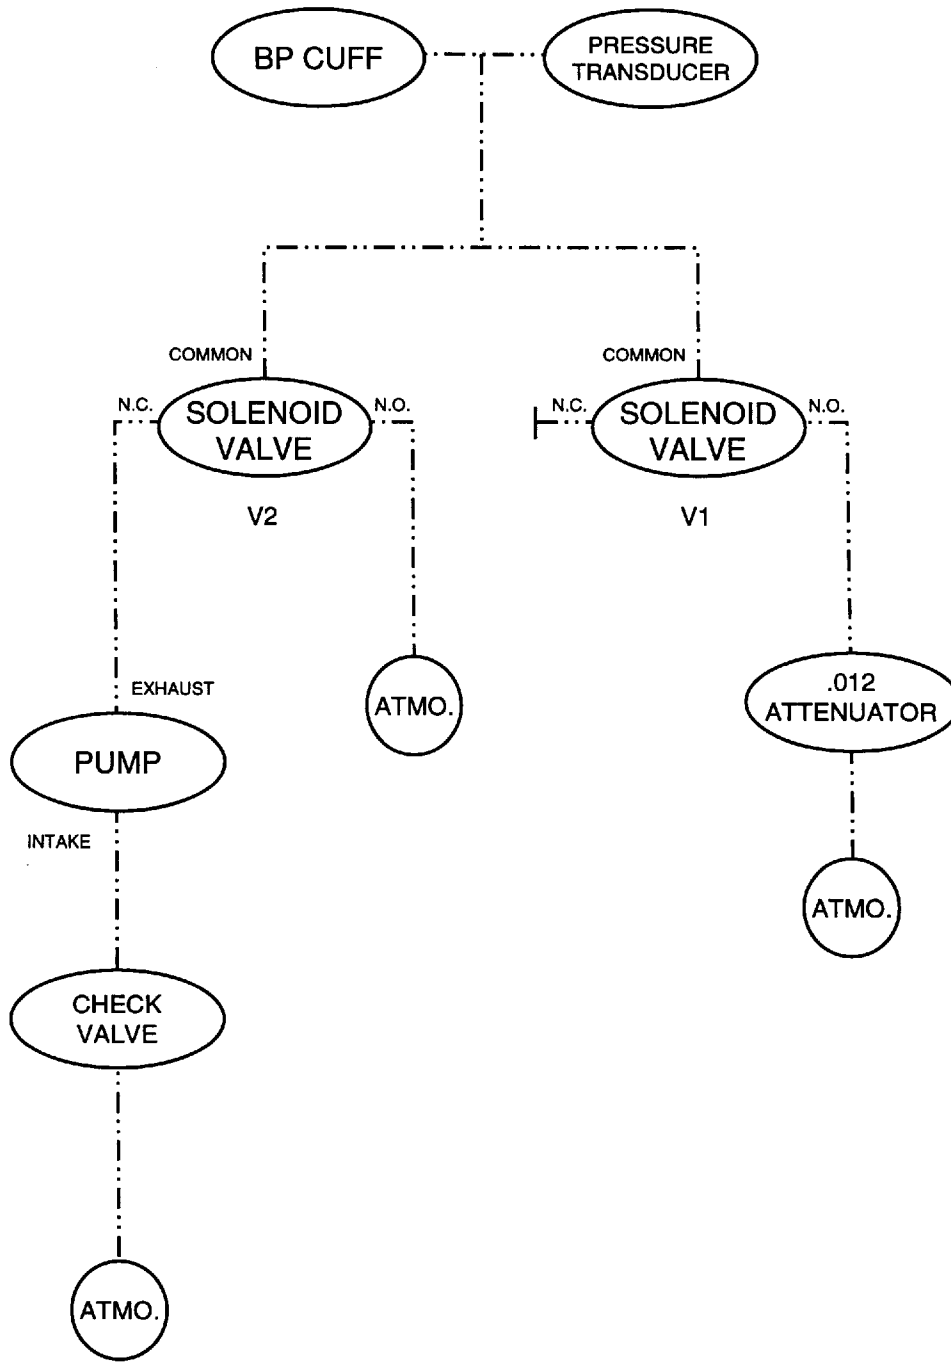 BP CUFF
PRESSURE
TRANSDUCER
COMMON
COMMON
N.C.
SOLENOID
VALVE
N.O.
N.C.
SOLENOID
VALVE
N.O.
V2
V1
EXHAUST
ATMO.
.012
ATTENUATOR
PUMP
INTAKE
ATMO.
CHECK
VALVE
ATMO.